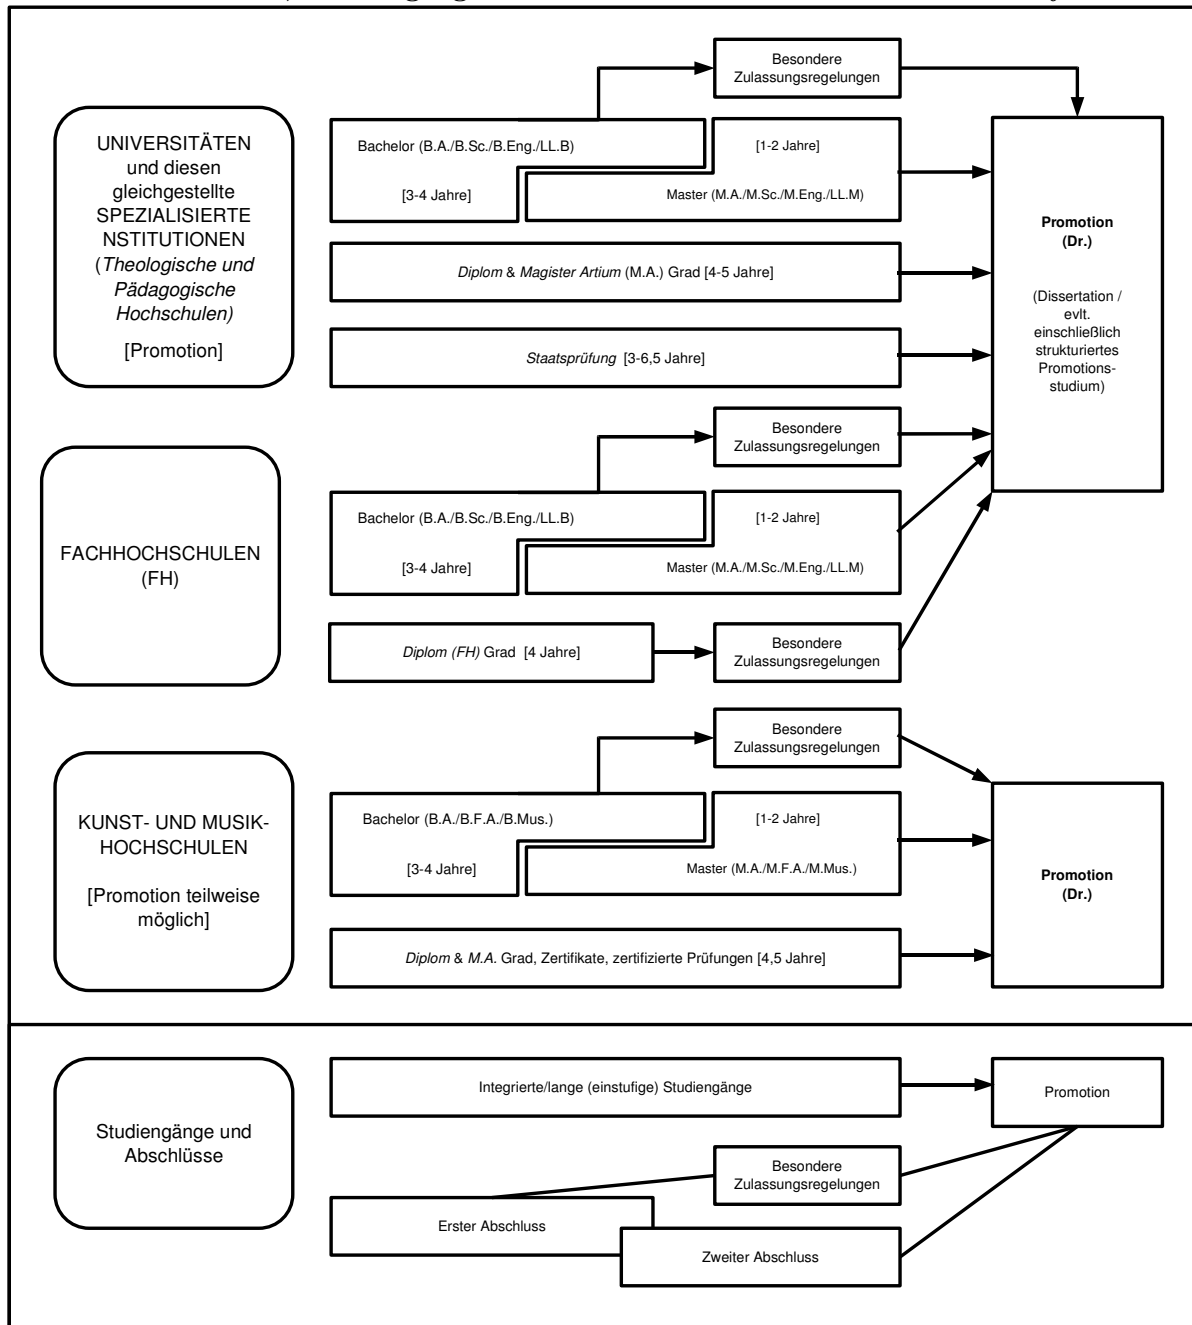 Besondere
Zulassungsregelungen
UNIVERSITÄTEN
und diesen
gleichgestellte
SPEZIALISIERTE
NSTITUTIONEN
(Theologische und
Pädagogische
Hochschulen)
[Promotion]
Bachelor (B.A./B.Sc./B.Eng./LL.B)
[3-4 Jahre]
[1-2 Jahre]
Master (M.A./M.Sc./M.Eng./LL.M)
Diplom & Magister Artium (M.A.) Grad [4-5 Jahre]
Staatsprüfung [3-6,5 Jahre]
Promotion
(Dr.)
(Dissertation /
evlt.
einschließlich
strukturiertes
Promotions-
studium)
Besondere
Zulassungsregelungen
FACHHOCHSCHULEN
(FH)
Bachelor (B.A./B.Sc./B.Eng./LL.B)
[3-4 Jahre]
[1-2 Jahre]
Master (M.A./M.Sc./M.Eng./LL.M)
Diplom (FH) Grad [4 Jahre]
Besondere
Zulassungsregelungen
Besondere
Zulassungsregelungen
KUNST- UND MUSIK-
HOCHSCHULEN
[Promotion teilweise
möglich]
Bachelor (B.A./B.F.A./B.Mus.)
[3-4 Jahre]
[1-2 Jahre]
Master (M.A./M.F.A./M.Mus.)
Diplom & M.A. Grad, Zertifikate, zertifizierte Prüfungen [4,5 Jahre]
Promotion
(Dr.)
Studiengänge und
Abschlüsse
Integrierte/lange (einstufige) Studiengänge
Promotion
Besondere
Zulassungsregelungen
Erster Abschluss
Zweiter Abschluss